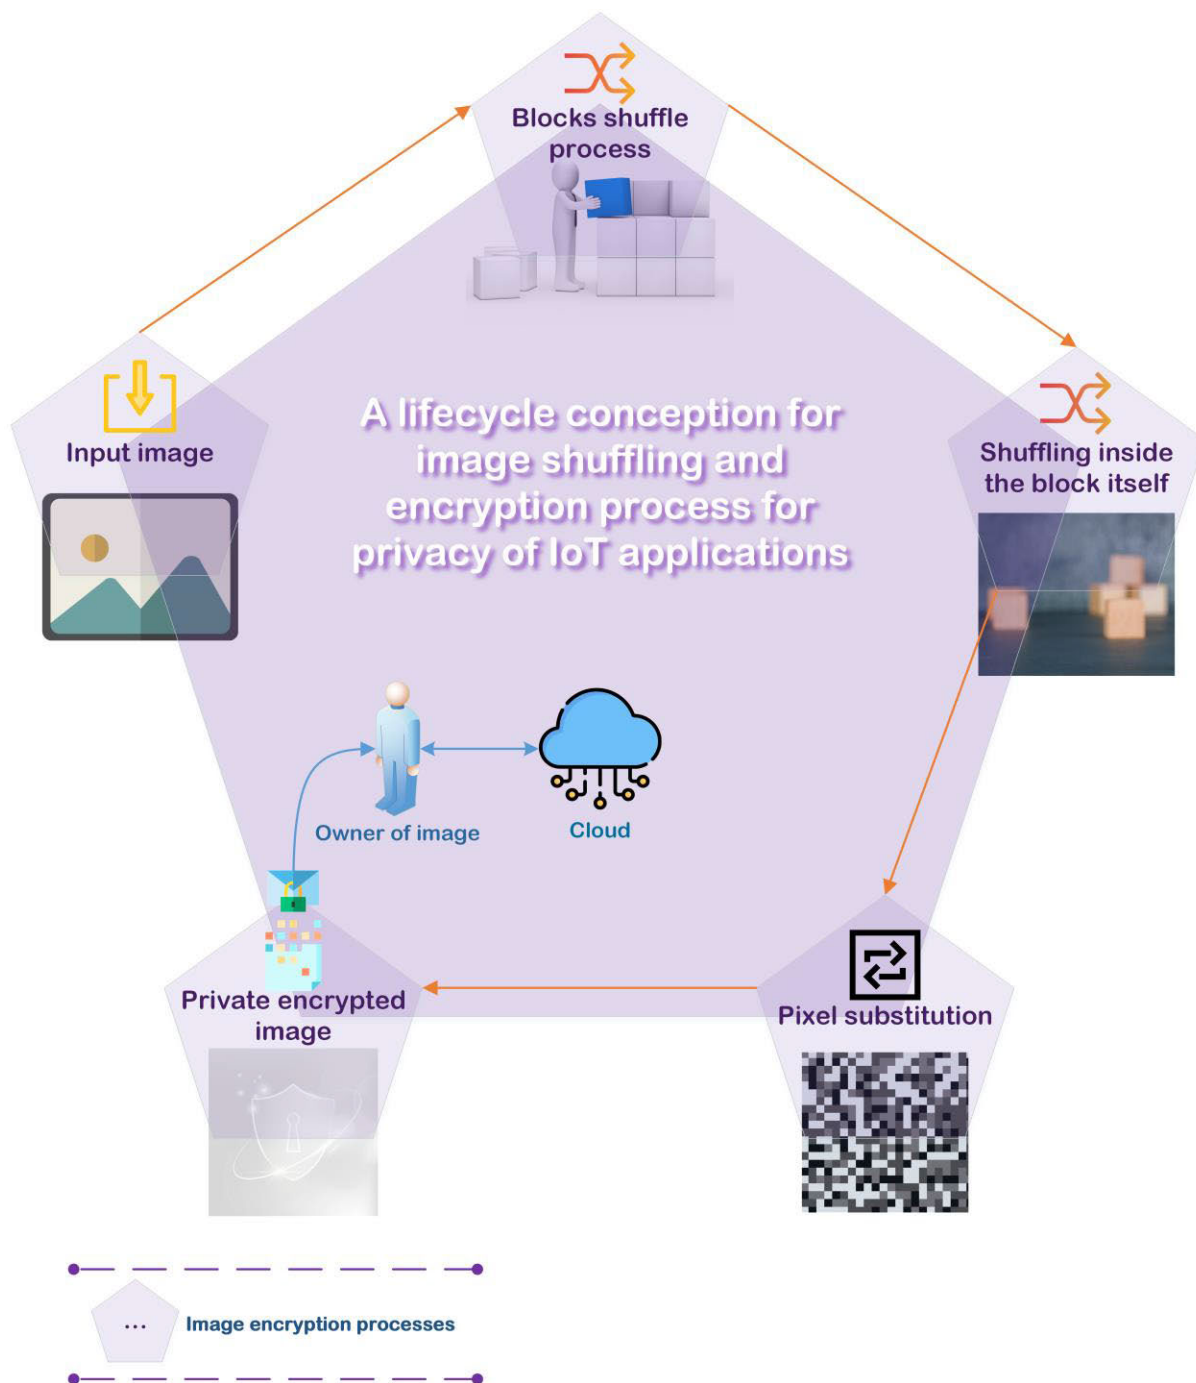 Blocks shuffle
process
Input image
A lifecycle conception for
image shuffling and
encryption process for
privacy of IoT applications
Shuffling inside
the block itself
Owner of image
Cloud
Private encrypted
image
Pixel substitution
...
Image encryption processes